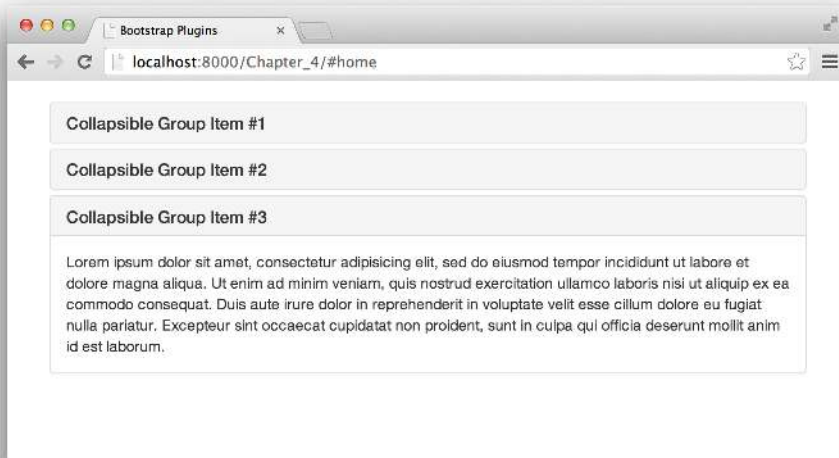 Bootstrap Plugins
localhost:8000/Chapter_4/#home
Collapsible Group Item #1
Collapsible Group Item #2
Collapsible Group Item #3
Lorem ipsum dolor sit amet, consectetur adipisicing elit, sed do eiusmod tempor incididunt ut labore et
dolore magna aliqua. Ut enim ad minim veniam, quis nostrud exercitation ullamco laboris nisi ut aliquip ex ea
commodo consequat. Duis aute irure dolor in reprehenderit in voluptate velit esse cillum dolore eu fugiat
nulla pariatur. Excepteur sint occaecat cupidatat non proident, sunt in culpa qui officia deserunt mollit anim
id est laborum.